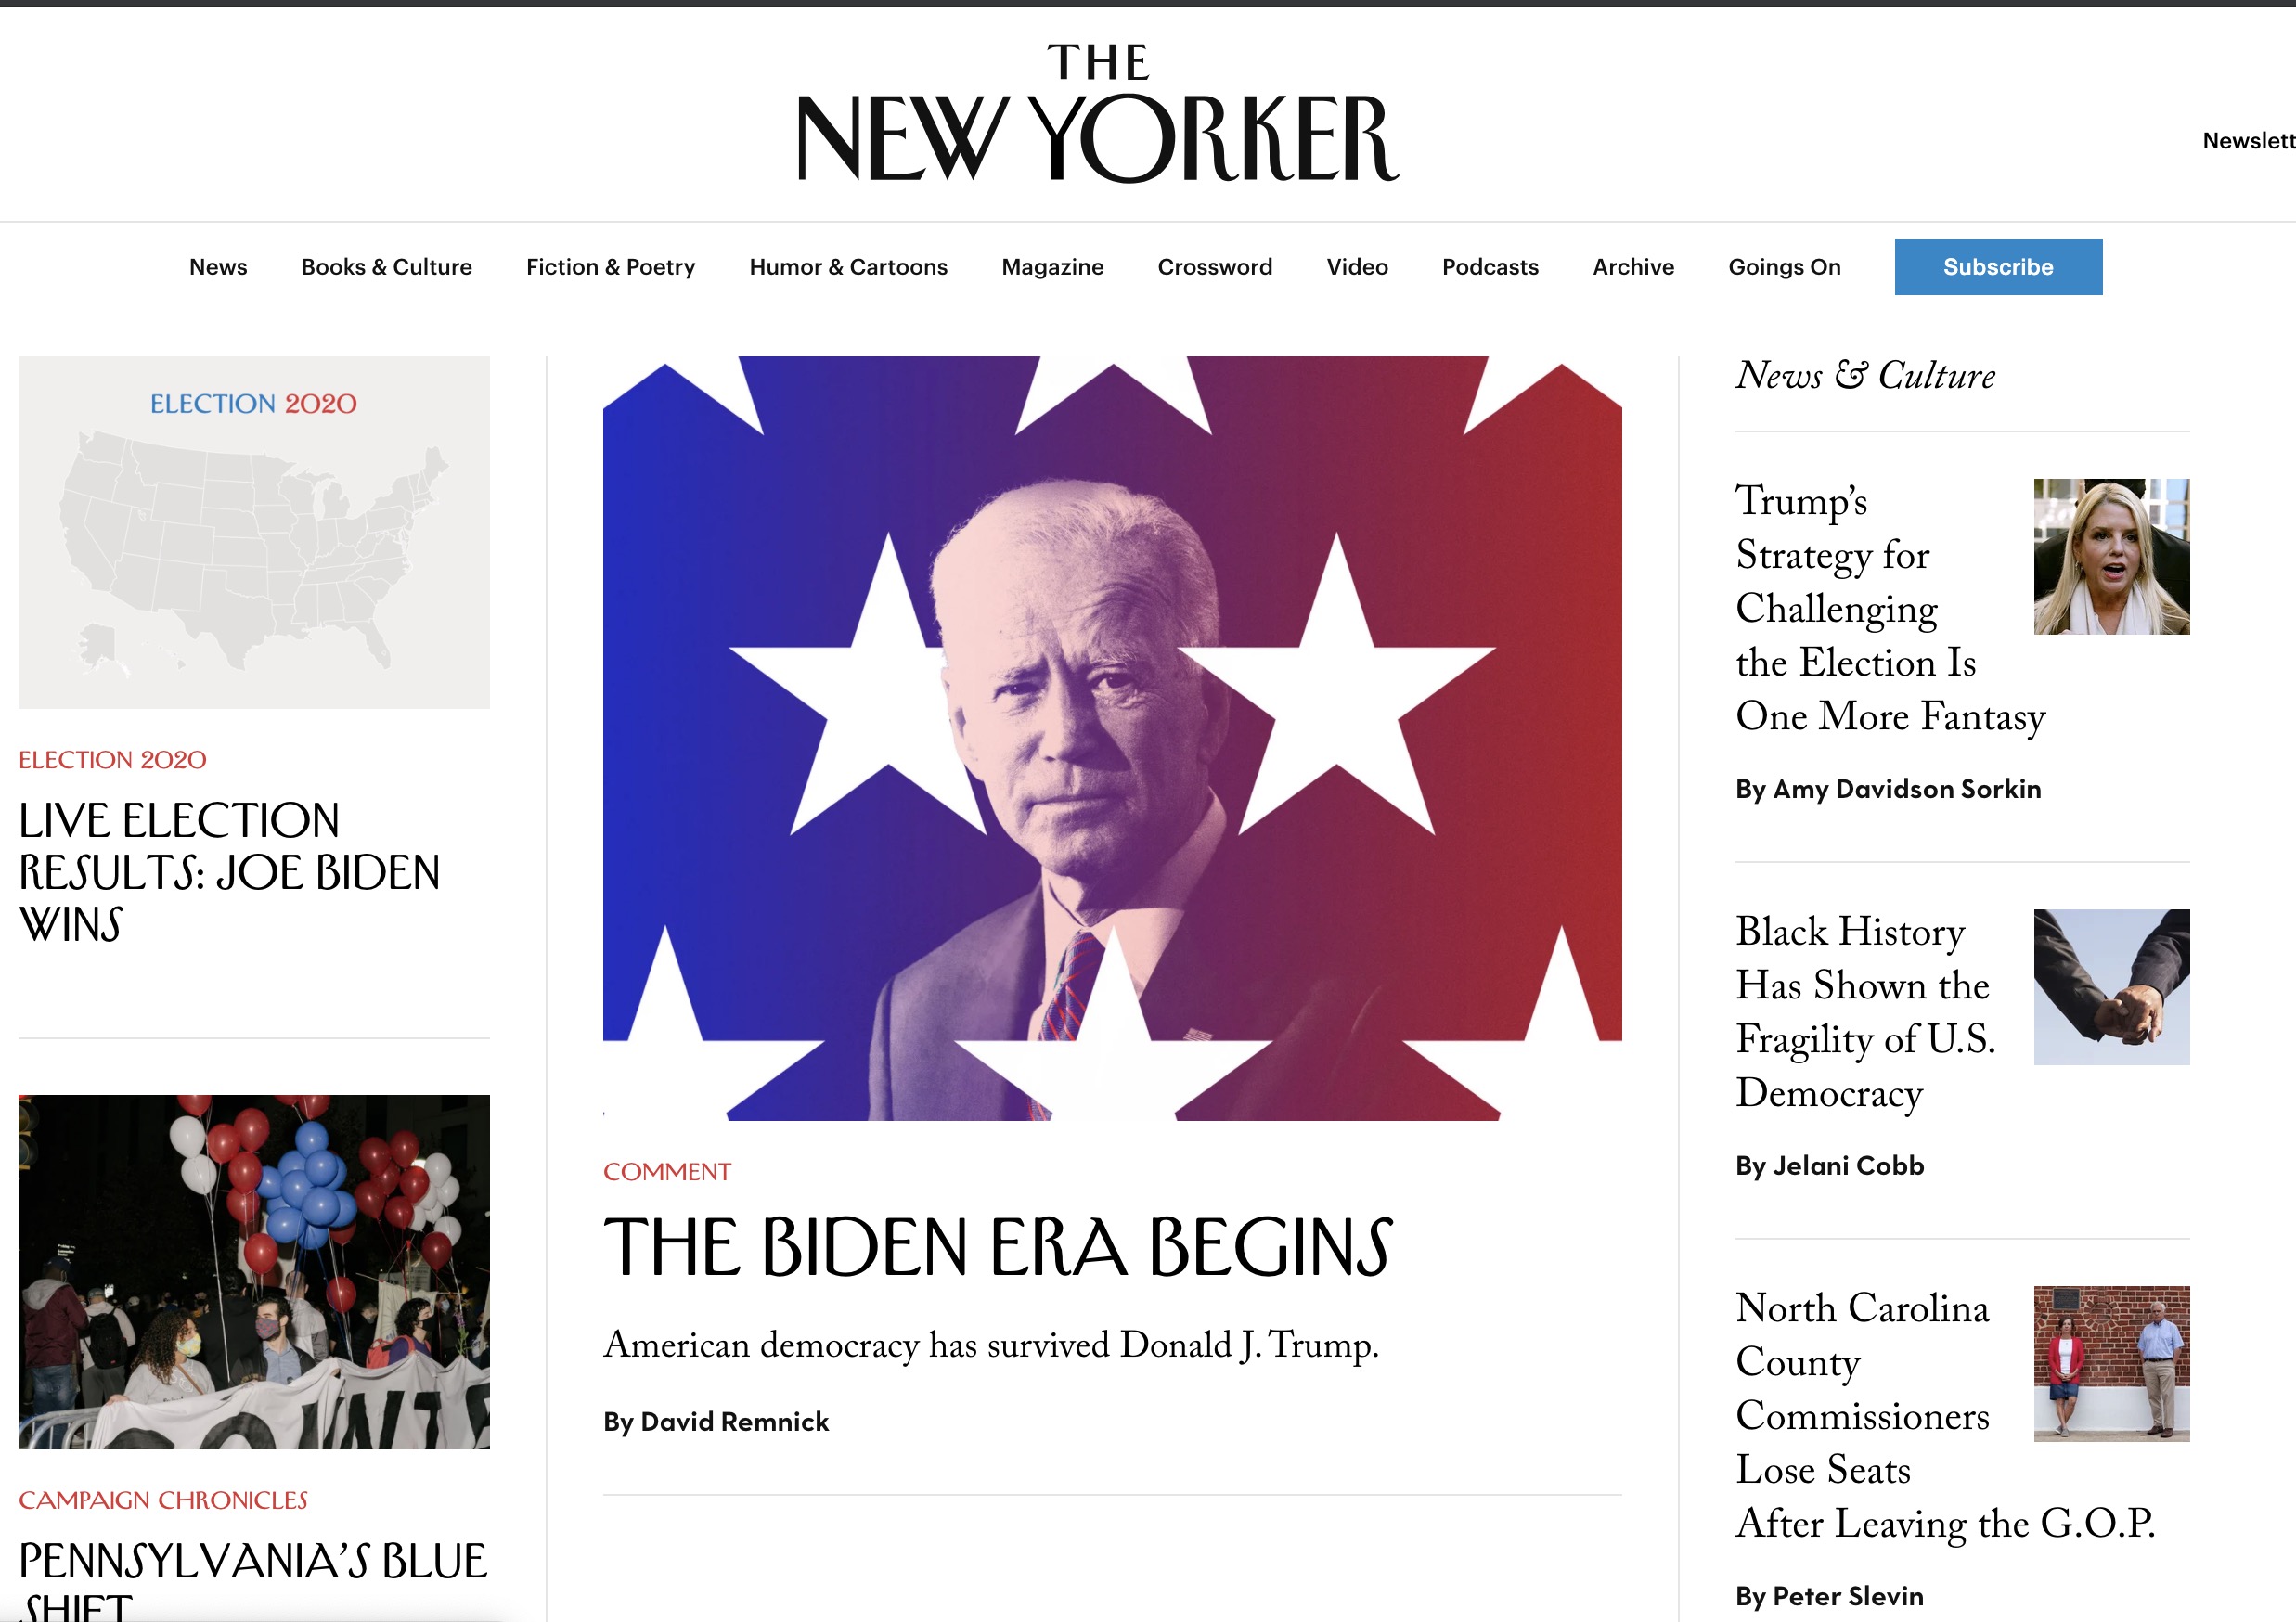 THE
NEW YORKER
Newslett
News Books & Culture Fiction & Poetry Humor & Cartoons Magazine Crossword Video Podcasts Archive Goings On Subscribe
ELECTION 2020
ELECTION 2020
LIVE ELECTION
RESULTS: JOE BIDEN
WINS
CAMPAIGN CHRONICLES
PENNSYLVANIA'S BLUE
SHIFT
COMMENT
THE BIDEN ERA BEGINS
American democracy has survived Donald J. Trump.
By David Remnick
News & Culture
Trump's
Strategy for
Challenging
the Election Is
One More Fantasy
By Amy Davidson Sorkin
Black History
Has Shown the
Fragility of U.S.
Democracy
By Jelani Cobb
North Carolina
County
Commissioners
Lose Seats
After Leaving the G.O.P.
By Peter Slevin